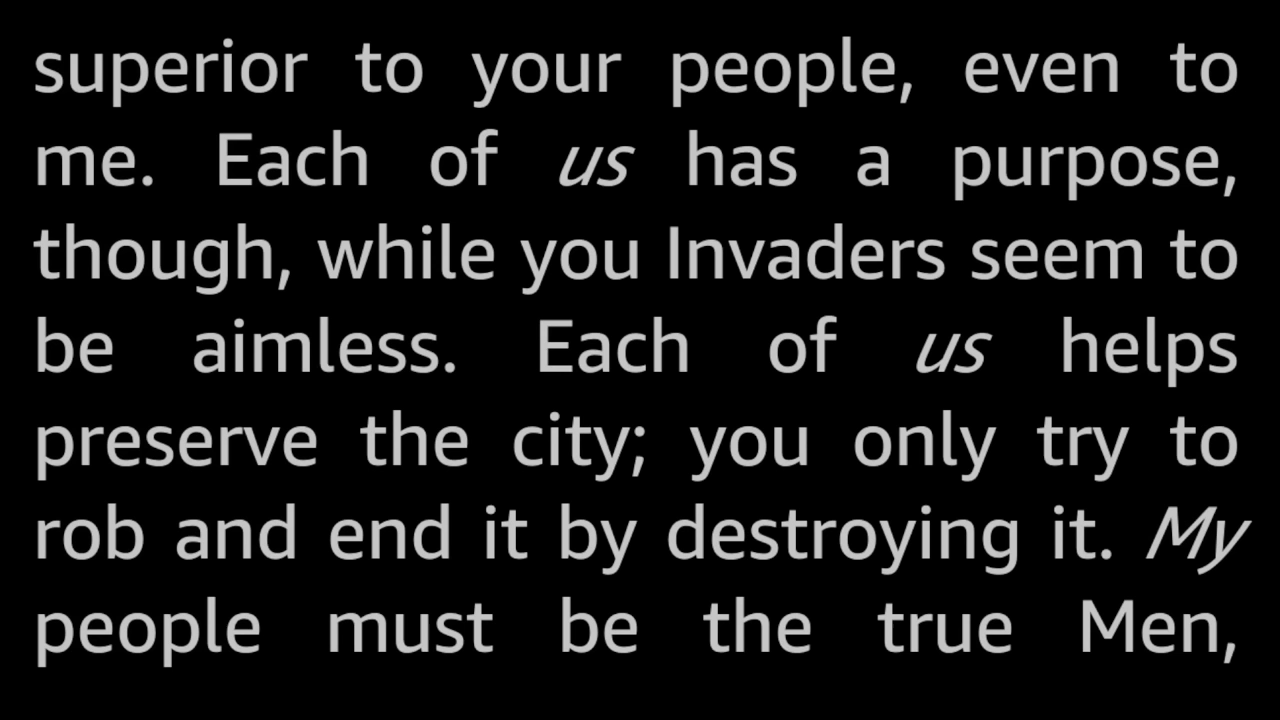 superior to your people, even to
me. Each of us has a purpose,
though, while you Invaders seem to
be aimless. Each of us helps
preserve the city; you only try to
rob and end it by destroying it. My
people must be the true Men,